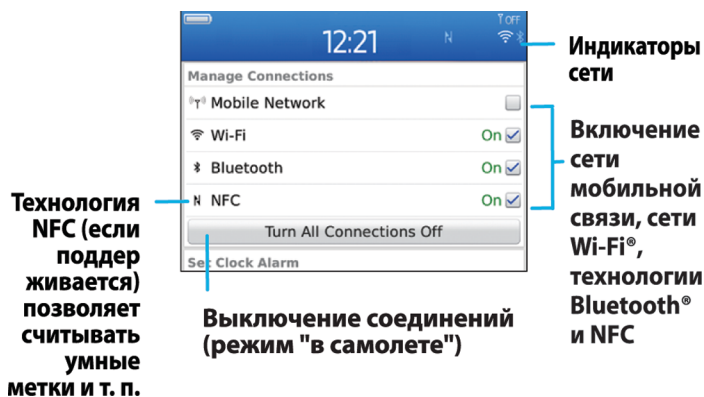 OFF
12:21
Manage Connections
Mobile Network
Wi-Fi
On
Bluetooth
On
NFC
On
Turn All Connections Off
Set Clock Alarm
Индикаторы
сети
Включение
сети
мобильной
связи, сети
Wi-Fi®,
технологии
Bluetooth®
и NFC
Технология
NFC (если
поддер
живается)
позволяет
считывать
умные
метки и т. п.
Выключение соединений
(режим "в самолете")